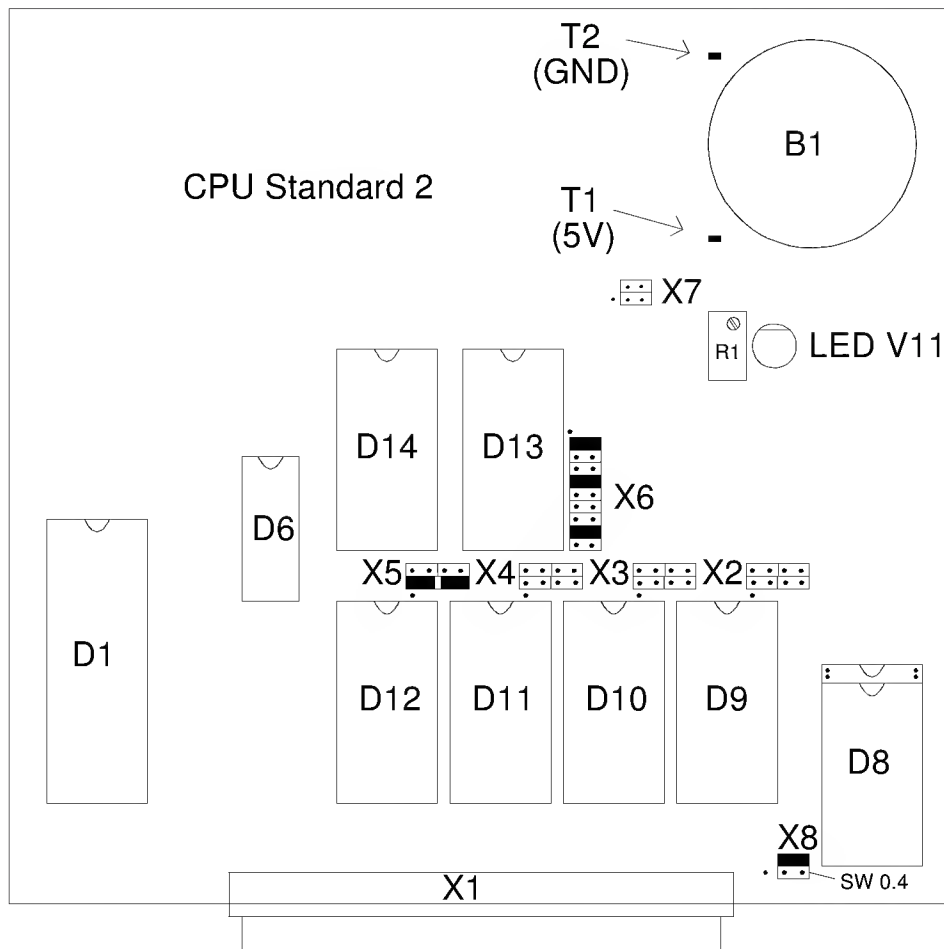 T2
(GND)
B1
CPU Standard 2
T1
(5V)
X7
R1
LED V11
D14
D13
X6
D6
X5
X4
X3
X2
D1
D12
D11
D10
D9
D8
X8
SW 0.4
X1